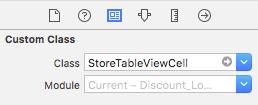 Custom Class
Class StoreTableViewCell
Module Current – Discount_Lo...